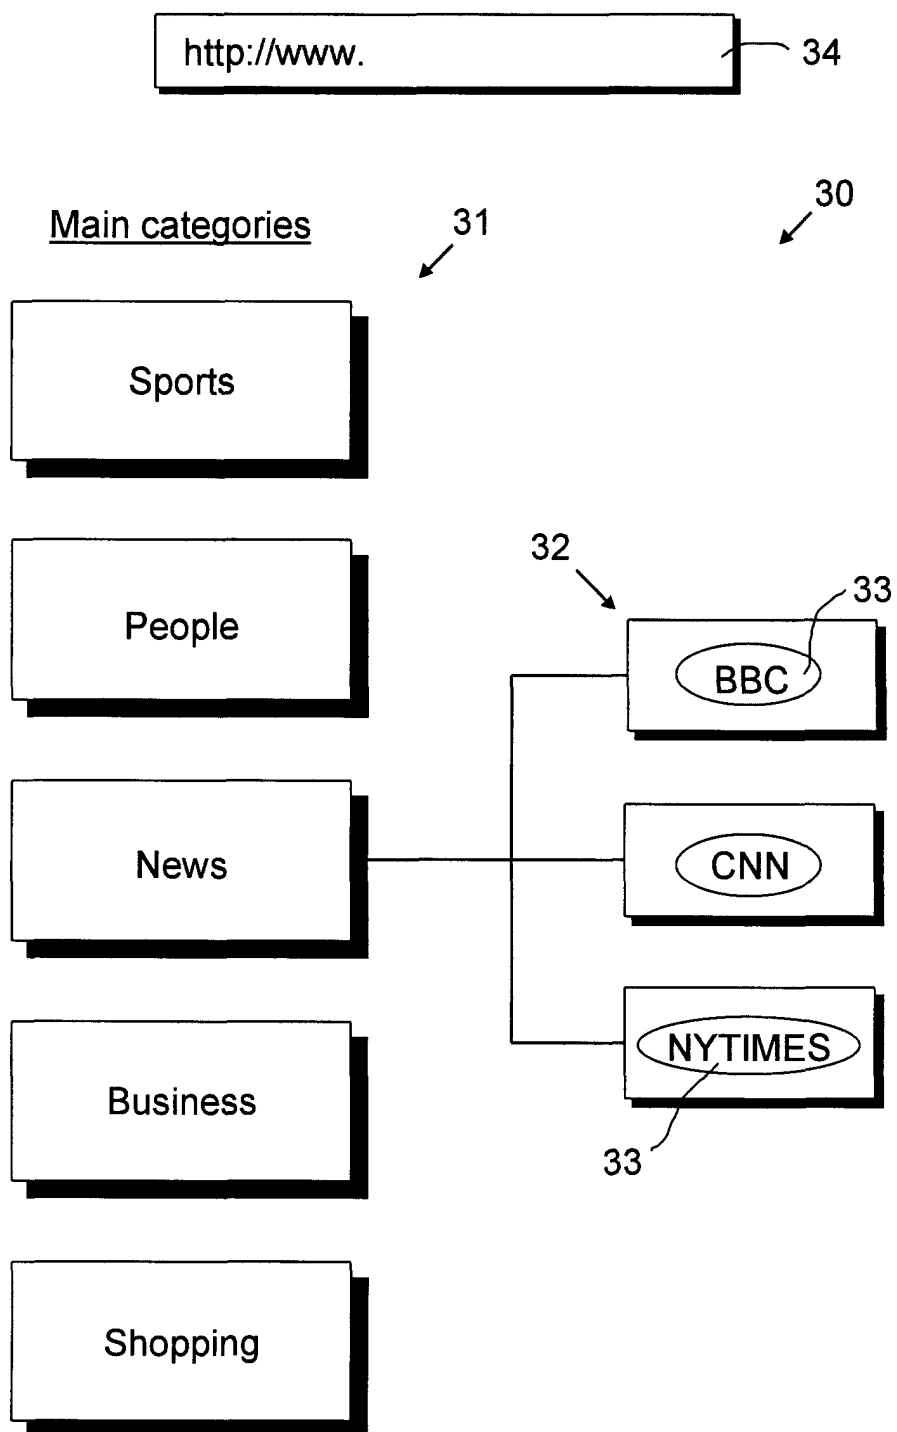 http://www.
34
30
Main categories
31
Sports
32
33
People
BBC
News
CNN
NYTIMES
33
Business
Shopping